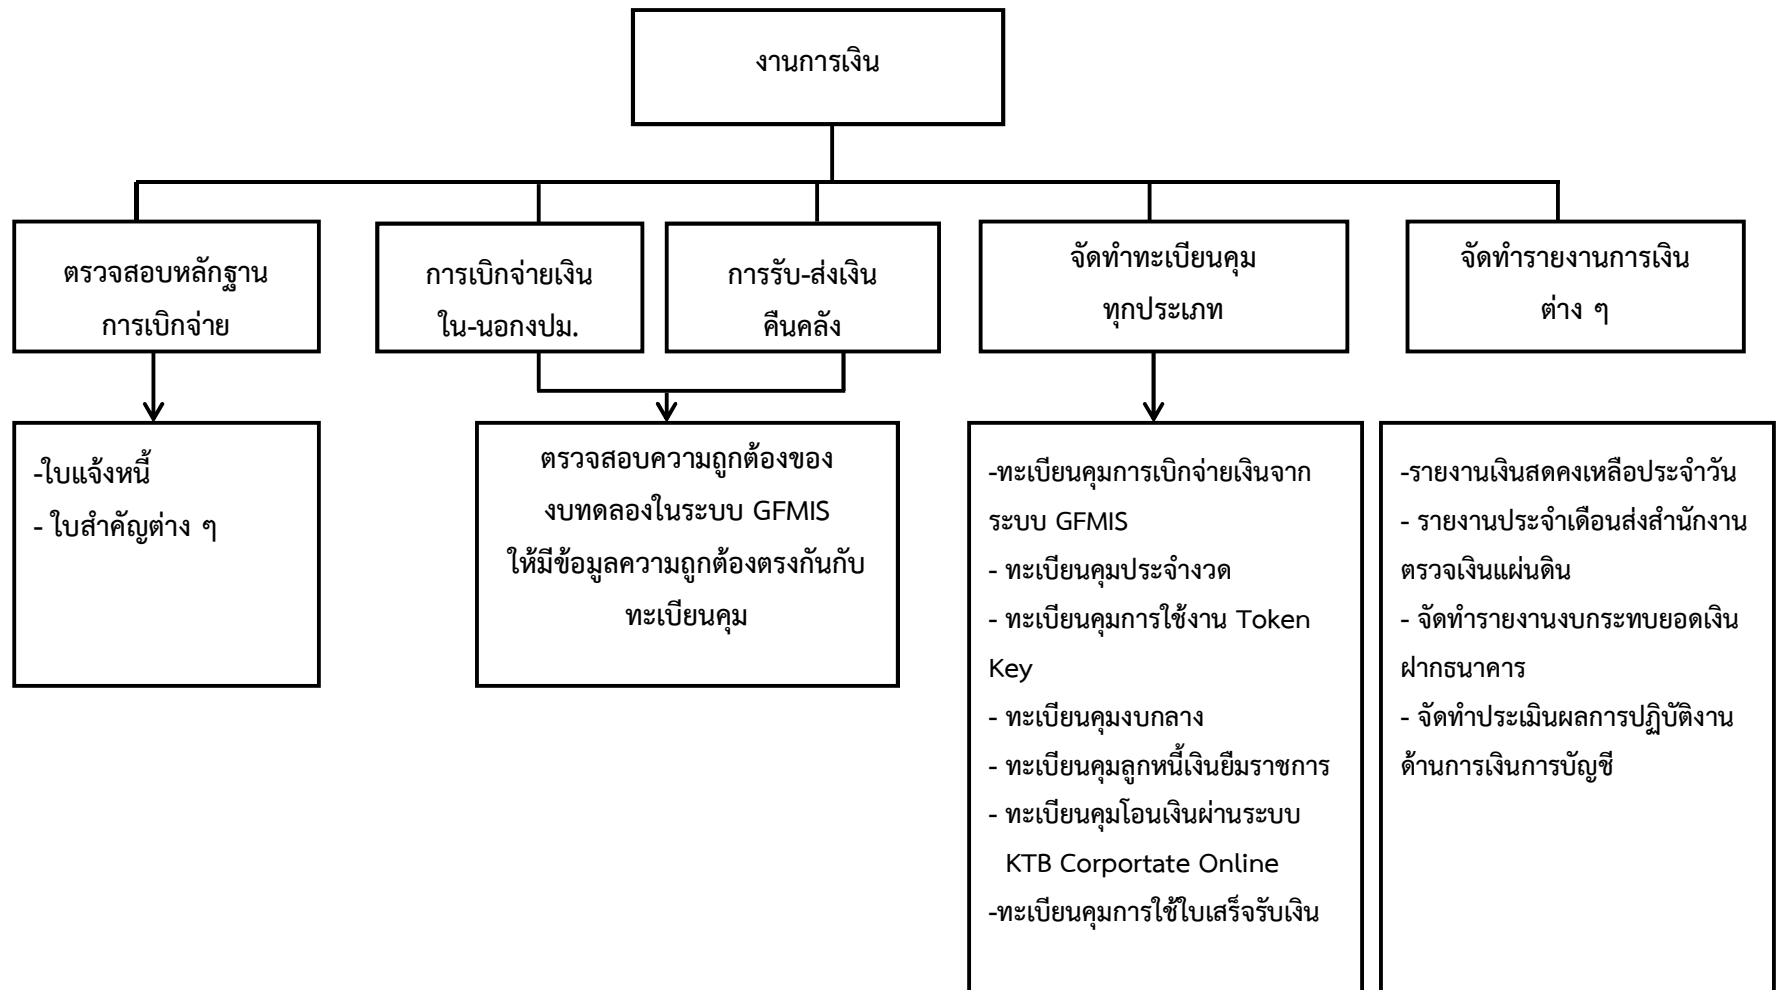 งานการเงิน
ตรวจสอบหลักฐาน
การเบิกจ่าย
การเบิกจ่ายเงิน
ใน-นอกงปม.
การรับ-ส่งเงิน
คืนคลัง
จัดทำทะเบียนคุม
ทุกประเภท
จัดทำรายงานการเงิน
ต่าง ๆ
-ใบแจ้งหนี้
- ใบสำคัญต่าง ๆ
ตรวจสอบความถูกต้องของ
งบทดลองในระบบ GFMIS
ให้มีข้อมูลความถูกต้องตรงกันกับ
ทะเบียนคุม
-ทะเบียนคุมการเบิกจ่ายเงินจาก
ระบบ GFMIS
- ทะเบียนคุมประจำงวด
- ทะเบียนคุมการใช้งาน Token
Key
- ทะเบียนคุมงบกลาง
- ทะเบียนคุมลูกหนี้เงินยืมราชการ
- ทะเบียนคุมโอนเงินผ่านระบบ
KTB Corportate Online
-ทะเบียนคุมการใช้ใบเสร็จรับเงิน
-รายงานเงินสดคงเหลือประจำวัน
- รายงานประจำเดือนส่งสำนักงาน
ตรวจเงินแผ่นดิน
- จัดทำรายงานงบกระทบยอดเงิน
ฝากธนาคาร
- จัดทำประเมินผลการปฏิบัติงาน
ด้านการเงินการบัญชี